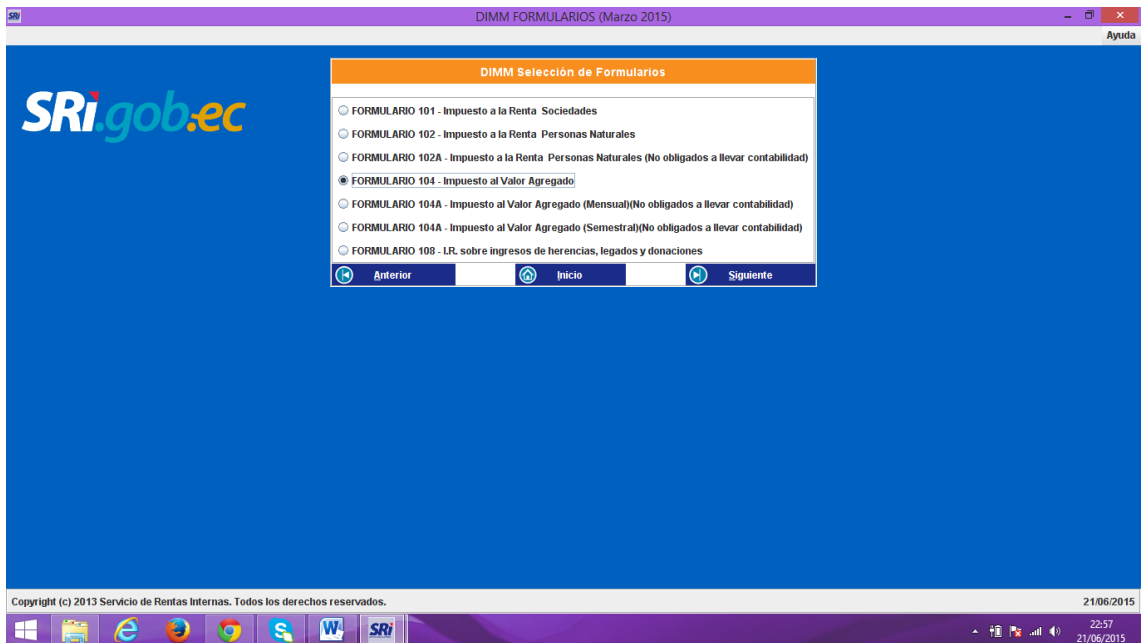 SRi
DIMM FORMULARIOS (Marzo 2015)
Ayuda
SRi.gob.ec
DIMM Selección de Formularios
FORMULARIO 101 - Impuesto a la Renta Sociedades
FORMULARIO 102 - Impuesto a la Renta Personas Naturales
FORMULARIO 102A - Impuesto a la Renta Personas Naturales (No obligados a llevar contabilidad)
FORMULARIO 104 - Impuesto al Valor Agregado
FORMULARIO 104A - Impuesto al Valor Agregado (Mensual)(No obligados a llevar contabilidad)
FORMULARIO 104A - Impuesto al Valor Agregado (Semestral)(No obligados a llevar contabilidad)
FORMULARIO 108 - I.R. sobre ingresos de herencias, legados y donaciones
Anterior Inicio Siguiente
Copyright (c) 2013 Servicio de Rentas Internas. Todos los derechos reservados. 21/06/2015
SRi
22:57
21/06/2015